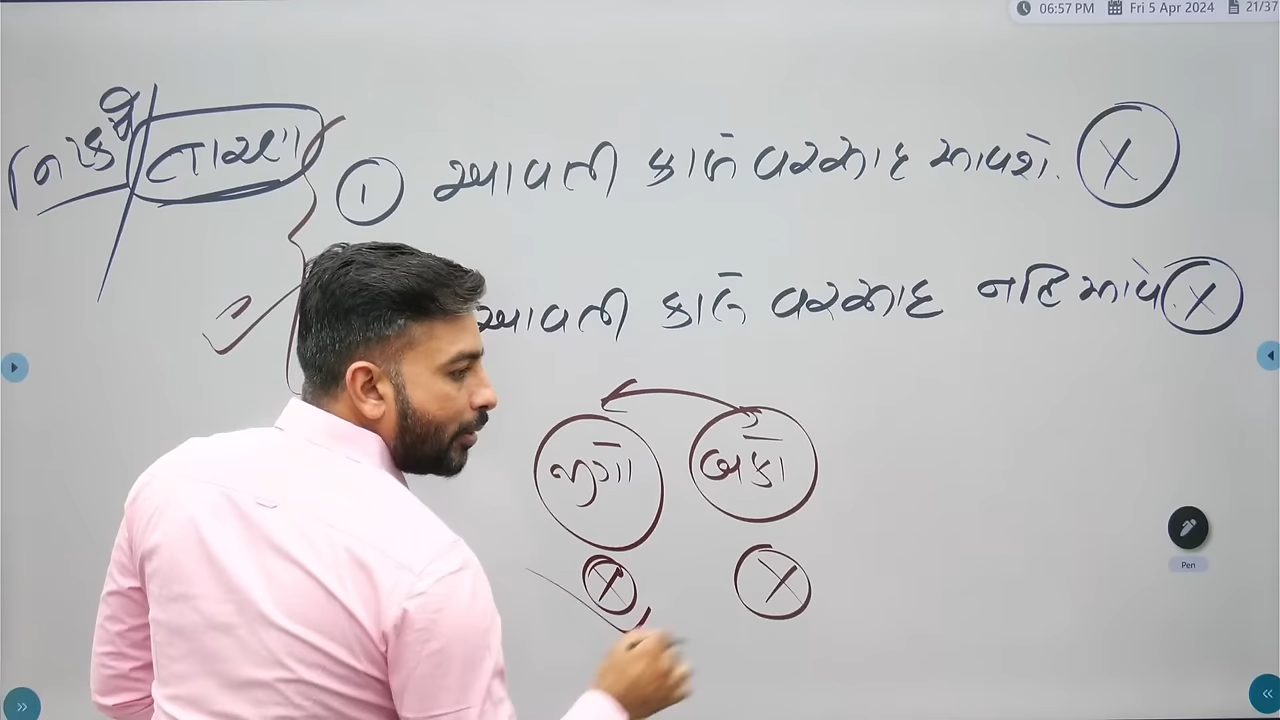 06:57 PM Fri 5 Apr 2024 21/37
તારણ
① આવતી કાલે વરસાદ આવશે. X
આવતી કાલે વરસાદ નહિ આવે. X
જીગો બંકો
X X
Pen